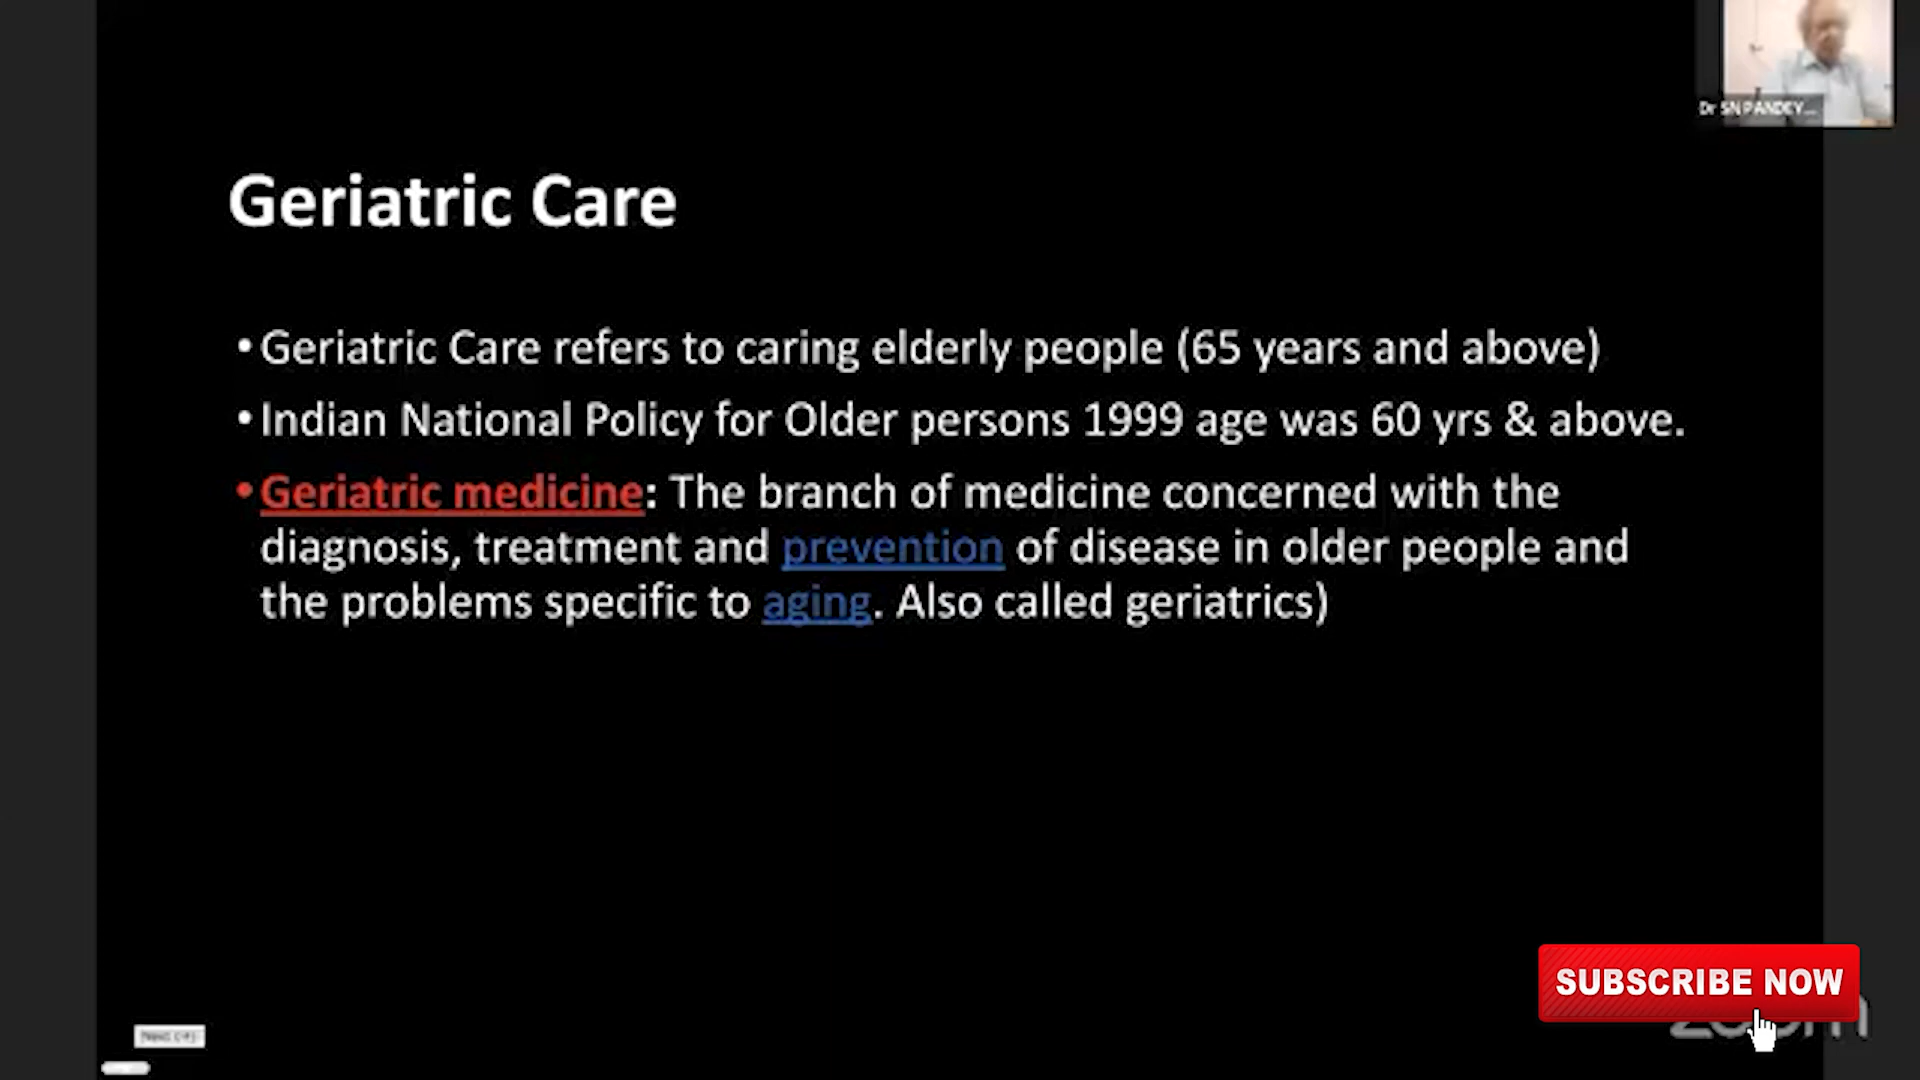 Dr SN PANDEY...
Geriatric Care
• Geriatric Care refers to caring elderly people (65 years and above)
• Indian National Policy for Older persons 1999 age was 60 yrs & above.
• Geriatric medicine: The branch of medicine concerned with the
diagnosis, treatment and prevention of disease in older people and
the problems specific to aging. Also called geriatrics)
SUBSCRIBE NOW
zoom